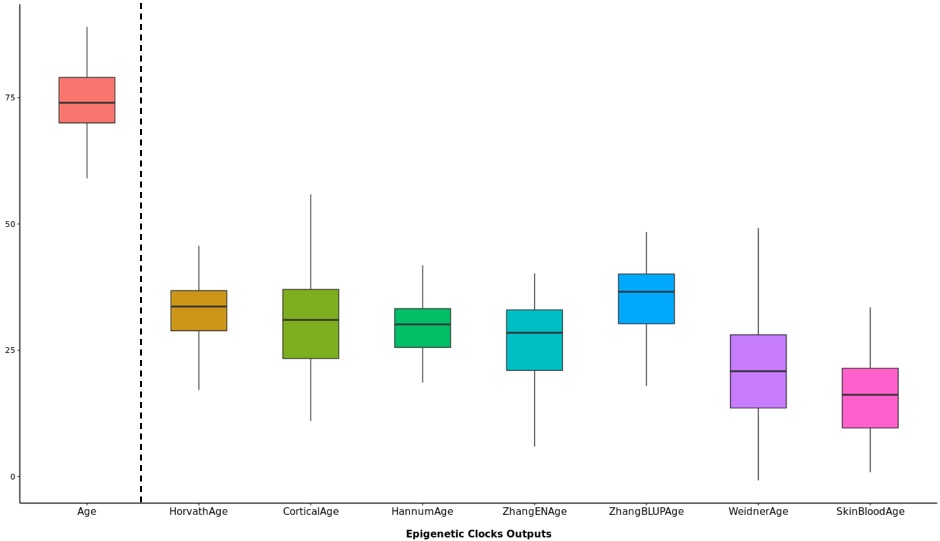 75
50
25
0
Age HorvathAge CorticalAge HannumAge ZhangENAge ZhangBLUPAge WeidnerAge SkinBloodAge
Epigenetic Clocks Outputs